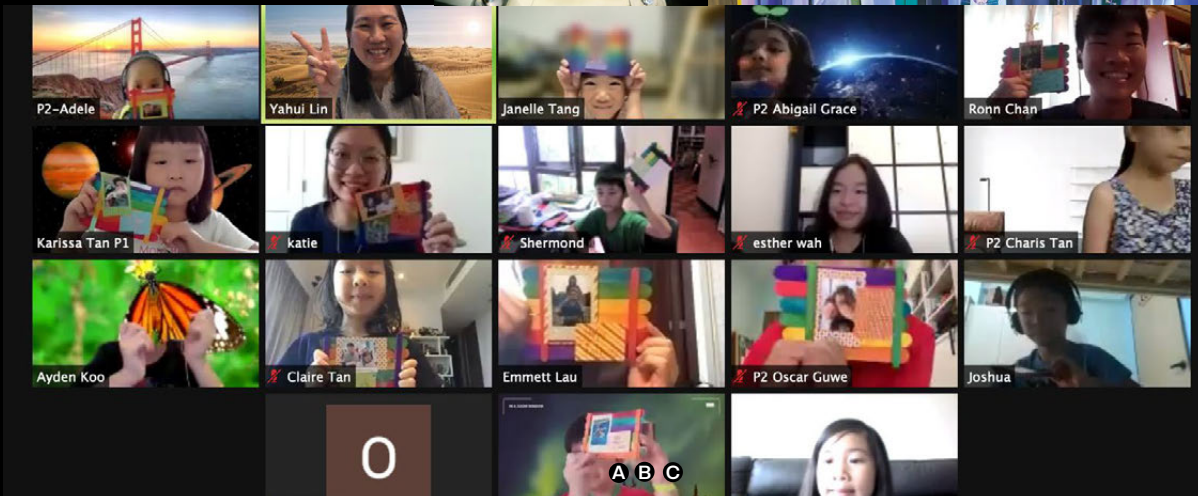 P2-Adele
Yahui Lin
Janelle Tang
P2 Abigail Grace
Ronn Chan
Karissa Tan P1
katie
Shermond
esther wah
P2 Charis Tan
Ayden Koo
Claire Tan
Emmett Lau
P2 Oscar Guwe
Joshua
O
A B C